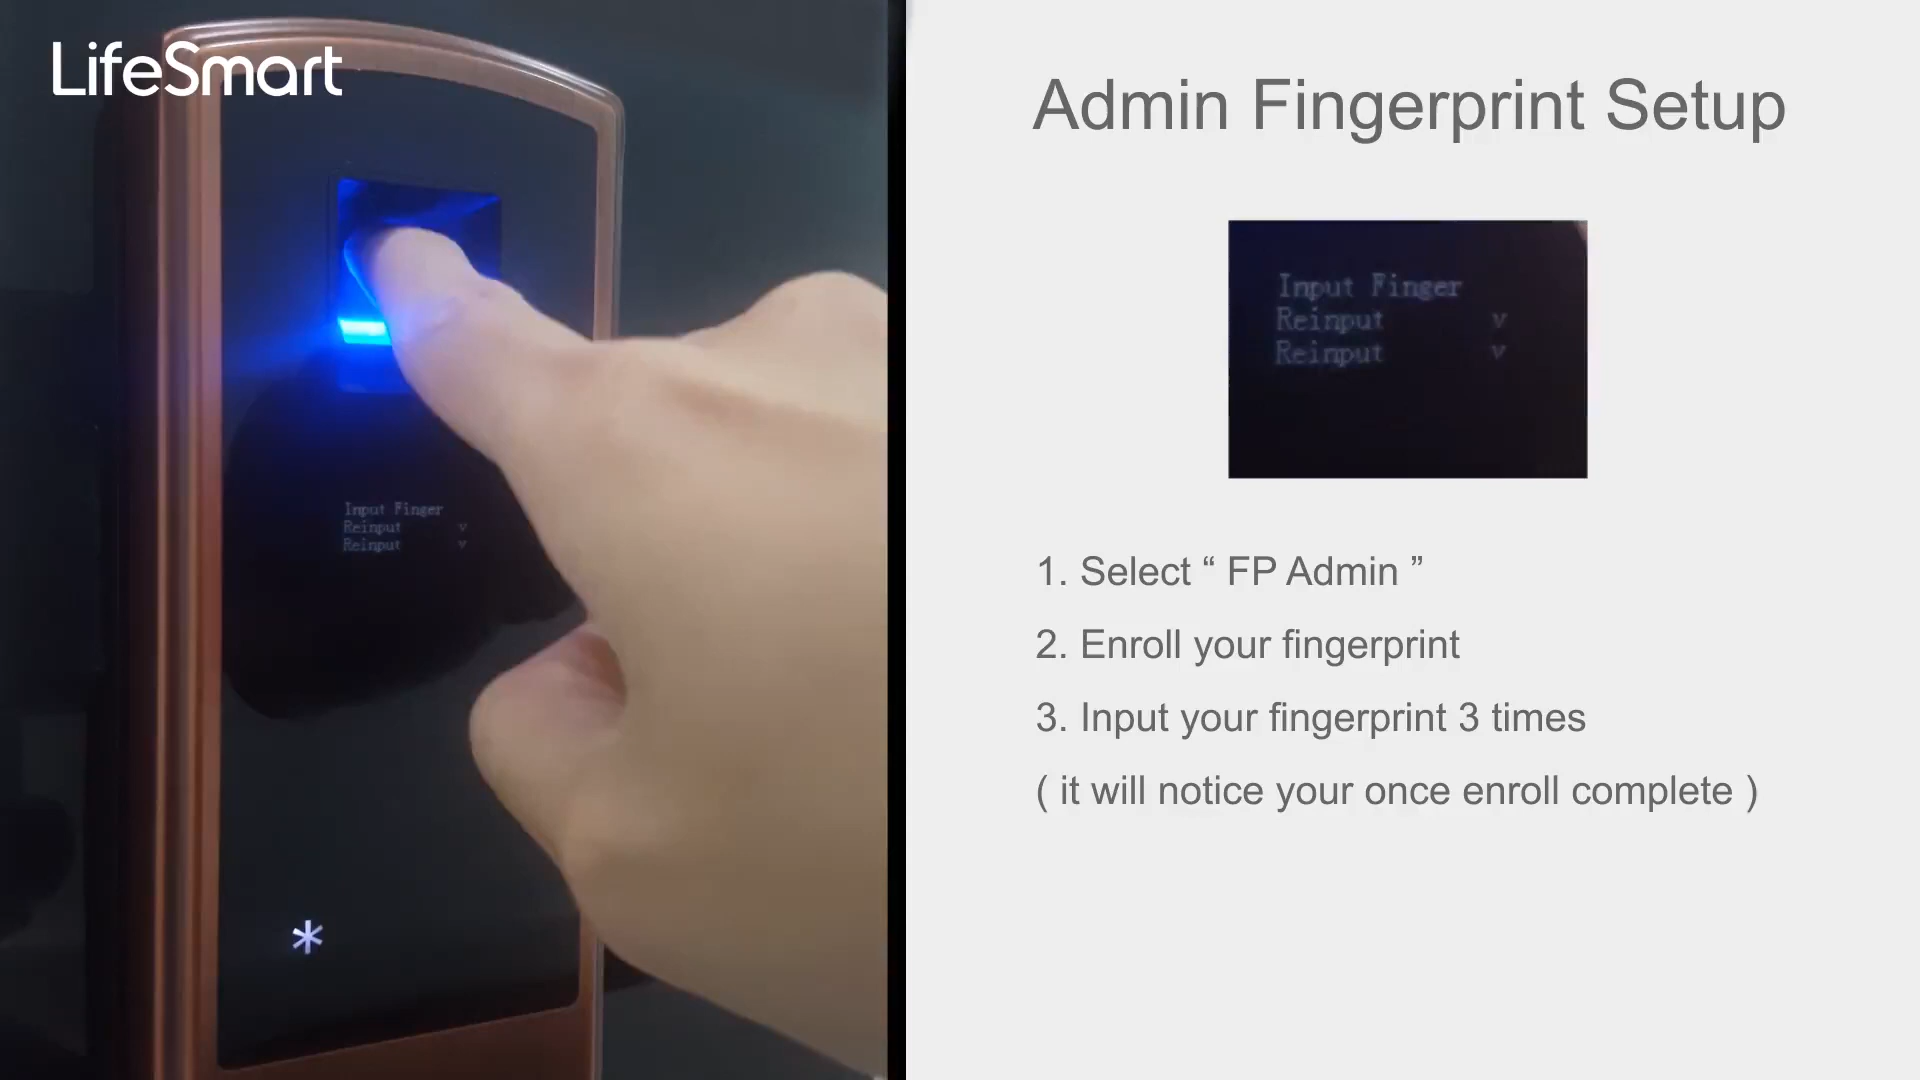 LifeSmart
Input Finger
Reinput v
Reinput v
*
Admin Fingerprint Setup
Input Finger
Reinput v
Reinput v
1. Select “ FP Admin ”
2. Enroll your fingerprint
3. Input your fingerprint 3 times
( it will notice your once enroll complete )